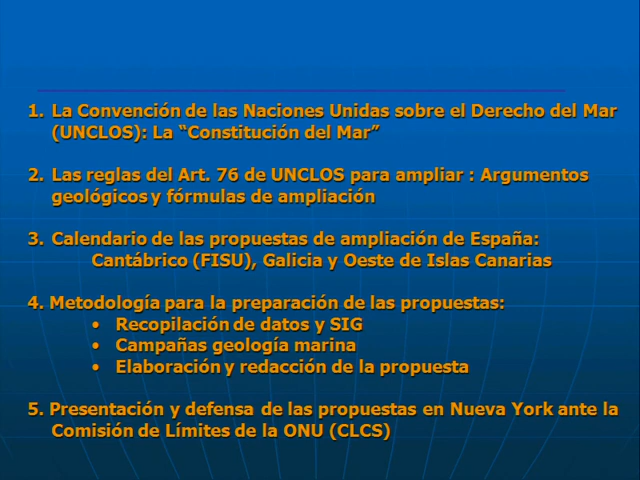 1. La Convención de las Naciones Unidas sobre el Derecho del Mar
(UNCLOS): La “Constitución del Mar”
2. Las reglas del Art. 76 de UNCLOS para ampliar : Argumentos
geológicos y fórmulas de ampliación
3. Calendario de las propuestas de ampliación de España:
Cantábrico (FISU), Galicia y Oeste de Islas Canarias
4. Metodología para la preparación de las propuestas:
• Recopilación de datos y SIG
• Campañas geología marina
• Elaboración y redacción de la propuesta
5. Presentación y defensa de las propuestas en Nueva York ante la
Comisión de Límites de la ONU (CLCS)